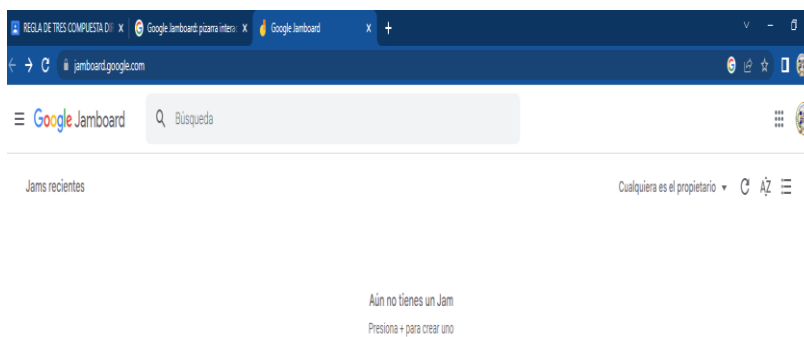 REGLA DE TRES COMPUESTA DI
Google Jamboard: pizarra intera
Google Jamboard
jamboard.google.com
Google Jamboard
Búsqueda
Jams recientes
Cualquiera es el propietario
AZ
Aún no tienes un Jam
Presiona + para crear uno